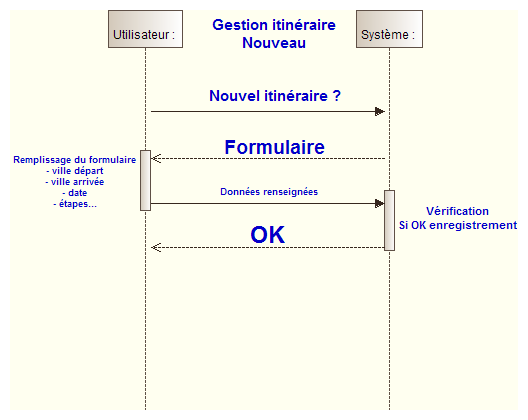 Utilisateur :
Gestion itinéraire
Nouveau
Système :
Nouvel itinéraire ?
Formulaire
Remplissage du formulaire
- ville départ
- ville arrivée
- date
- étapes...
Données renseignées
Vérification
Si OK enregistrement
OK